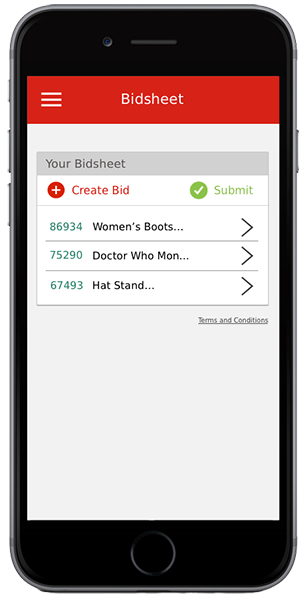 Bidsheet
Your Bidsheet
Create Bid Submit
86934 Women’s Boots...
75290 Doctor Who Mon...
67493 Hat Stand...
Terms and Conditions